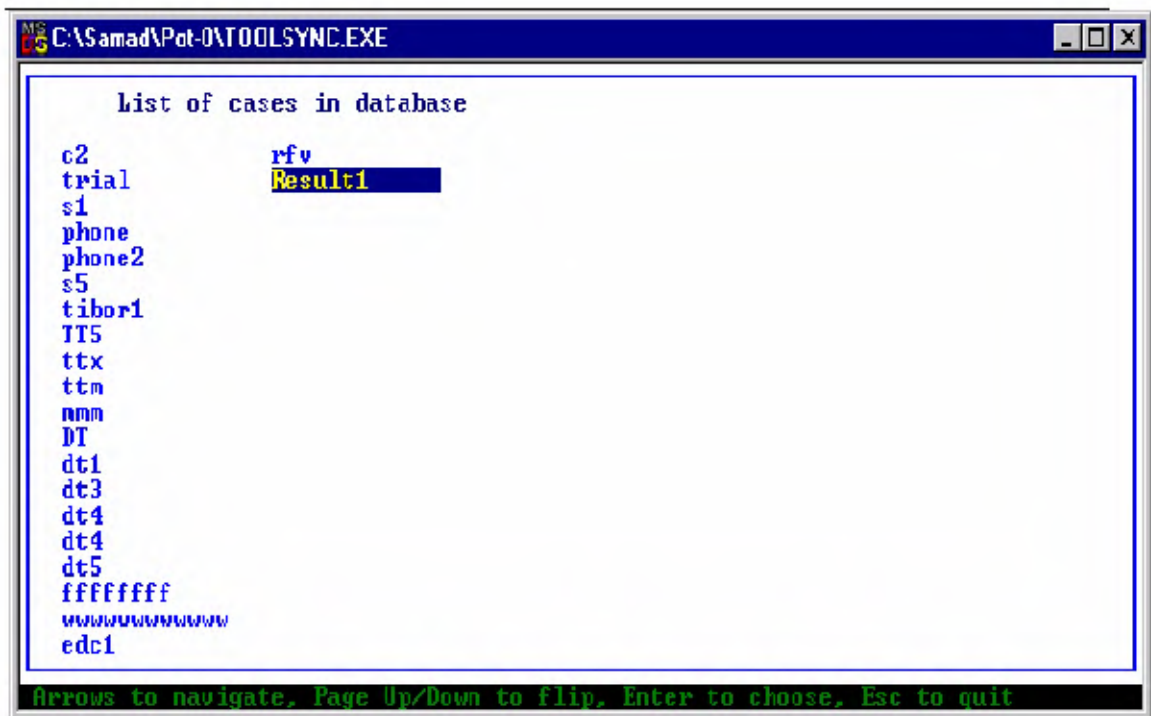 C:\Samad\Pot-0\TOOLSYNC.EXE
List of cases in database
c2 rfv
trial Result1
s1
phone
phone2
s5
tibor1
TT5
ttx
ttm
nmm
DT
dt1
dt3
dt4
dt4
dt5
ffffffff
edc1
Arrows to navigate, Page Up/Down to flip, Enter to choose, Esc to quit